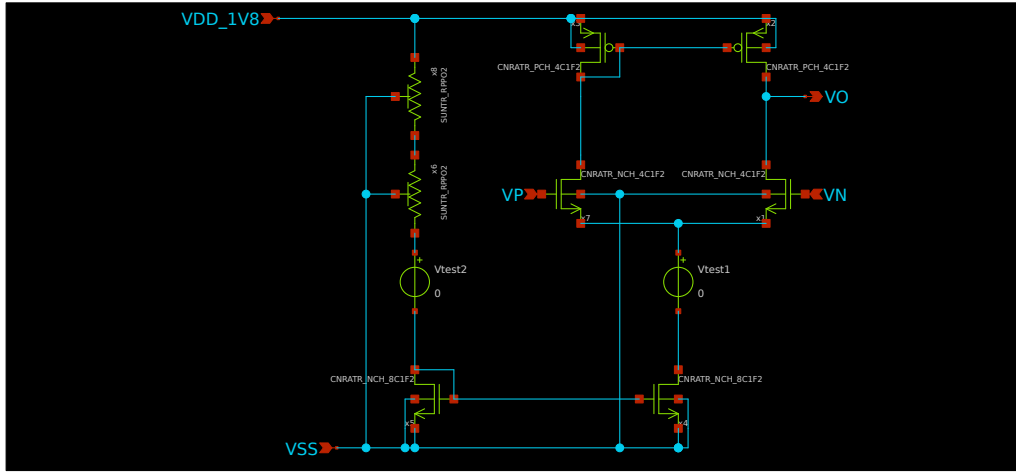 VDD_1V8
x3
x2
CNRATR_PCH_4C1F2
CNRATR_PCH_4C1F2
x8
SUNTR_RPPO2
VO
x6
SUNTR_RPPO2
CNRATR_NCH_4C1F2
CNRATR_NCH_4C1F2
VP
VN
x7
+
Vtest2
0
+
Vtest1
0
CNRATR_NCH_8C1F2
CNRATR_NCH_8C1F2
x5
x4
VSS